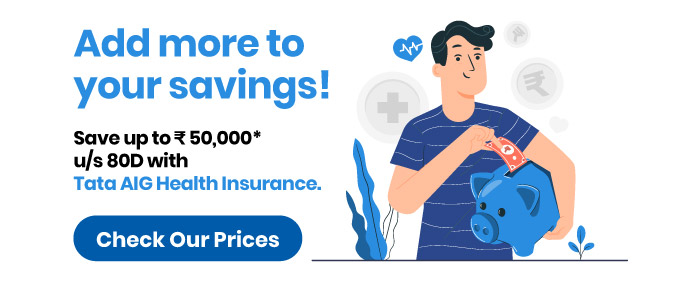 Add more to
your savings!
Save up to ₹ 50,000*
u/s 80D with
Tata AIG Health Insurance.
Check Our Prices
₹
₹